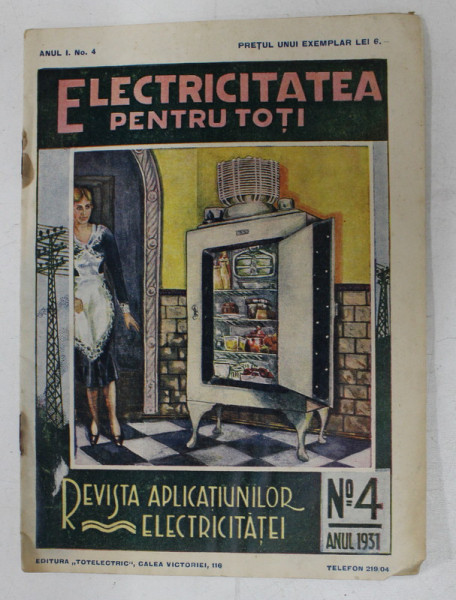 ANUL I. No. 4
PREȚUL UNUI EXEMPLAR LEI 6.-
ELECTRICITATEA
PENTRU TOȚI
REVISTA APLICAȚIUNILOR
ELECTRICITĂȚEI
No 4
ANUL 1931
EDITURA „TOTELECTRIC", CALEA VICTORIEI, 116
TELEFON 219/04